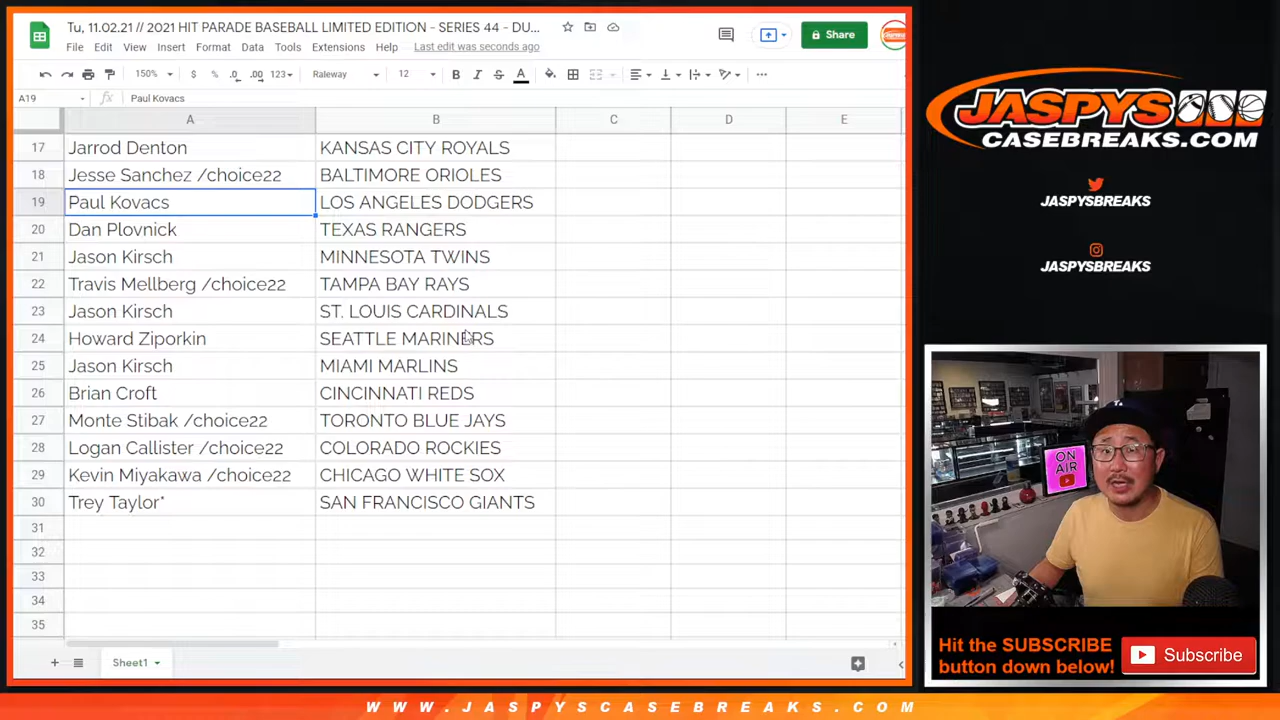 Tu, 11.02.21 // 2021 HIT PARADE BASEBALL LIMITED EDITION - SERIES 44 - DU...
File Edit View Insert Format Data Tools Extensions Help Last edit was seconds ago
Share
150% $ % .0 .00 123 Raleway 12 B I S A
A19 fx Paul Kovacs
A B C D E
17 Jarrod Denton KANSAS CITY ROYALS
18 Jesse Sanchez /choice22 BALTIMORE ORIOLES
19 Paul Kovacs LOS ANGELES DODGERS
20 Dan Plovnick TEXAS RANGERS
21 Jason Kirsch MINNESOTA TWINS
22 Travis Mellberg /choice22 TAMPA BAY RAYS
23 Jason Kirsch ST. LOUIS CARDINALS
24 Howard Ziporkin SEATTLE MARINERS
25 Jason Kirsch MIAMI MARLINS
26 Brian Croft CINCINNATI REDS
27 Monte Stibak /choice22 TORONTO BLUE JAYS
28 Logan Callister /choice22 COLORADO ROCKIES
29 Kevin Miyakawa /choice22 CHICAGO WHITE SOX
30 Trey Taylor* SAN FRANCISCO GIANTS
31
32
33
34
35
Sheet1
JASPYS
CASEBREAKS.COM
JASPYSBREAKS
JASPYSBREAKS
ON
AIR
Hit the SUBSCRIBE
button down below!
Subscribe
WWW.JASPYSCASEBREAKS.COM